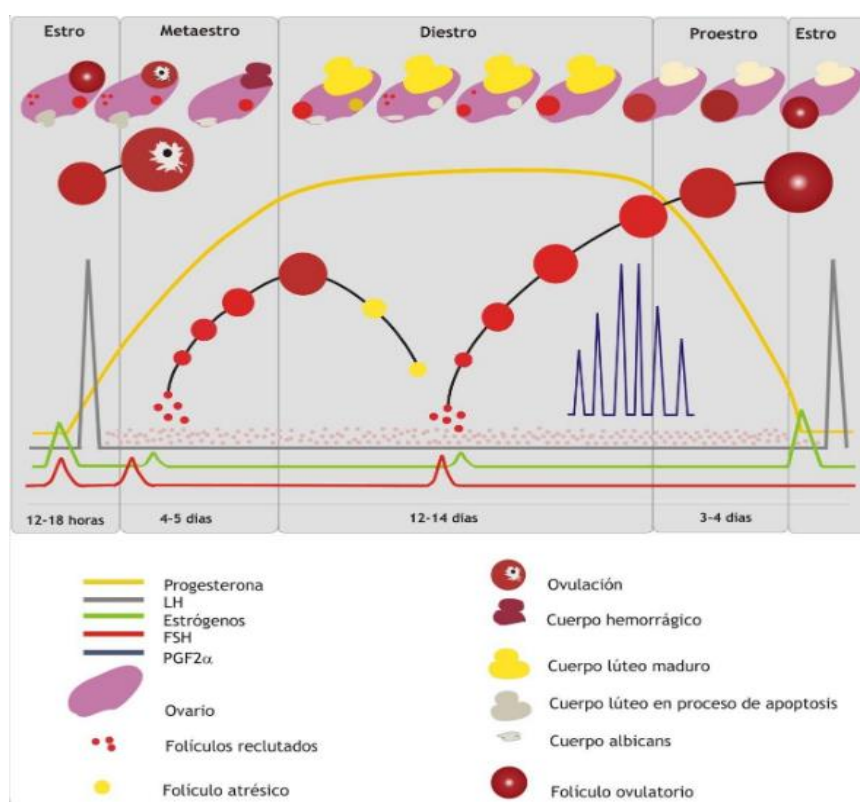 Estro Metaestro Diestro Proestro Estro
12-18 horas 4-5 días 12-14 días 3-4 días
Progesterona
LH
Estrógenos
FSH
PGF2α
Ovario
Folículos reclutados
Folículo atrésico
Ovulación
Cuerpo hemorrágico
Cuerpo lúteo maduro
Cuerpo lúteo en proceso de apoptosis
Cuerpo albicans
Folículo ovulatorio